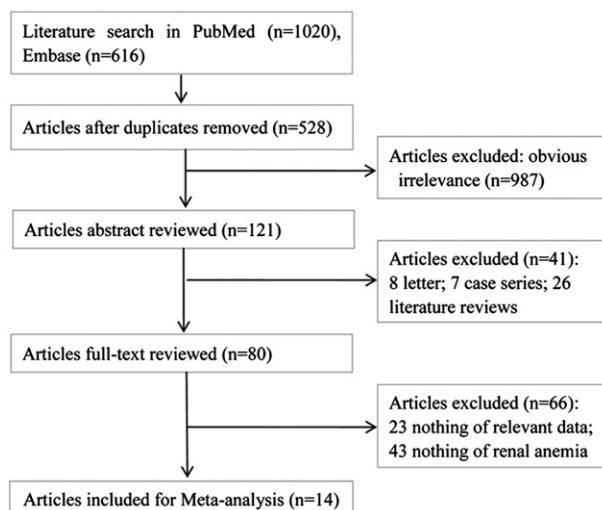 Literature search in PubMed (n=1020),
Embase (n=616)
Articles after duplicates removed (n=528)
Articles excluded: obvious
irrelevance (n=987)
Articles abstract reviewed (n=121)
Articles excluded (n=41):
8 letter; 7 case series; 26
literature reviews
Articles full-text reviewed (n=80)
Articles excluded (n=66):
23 nothing of relevant data;
43 nothing of renal anemia
Articles included for Meta-analysis (n=14)